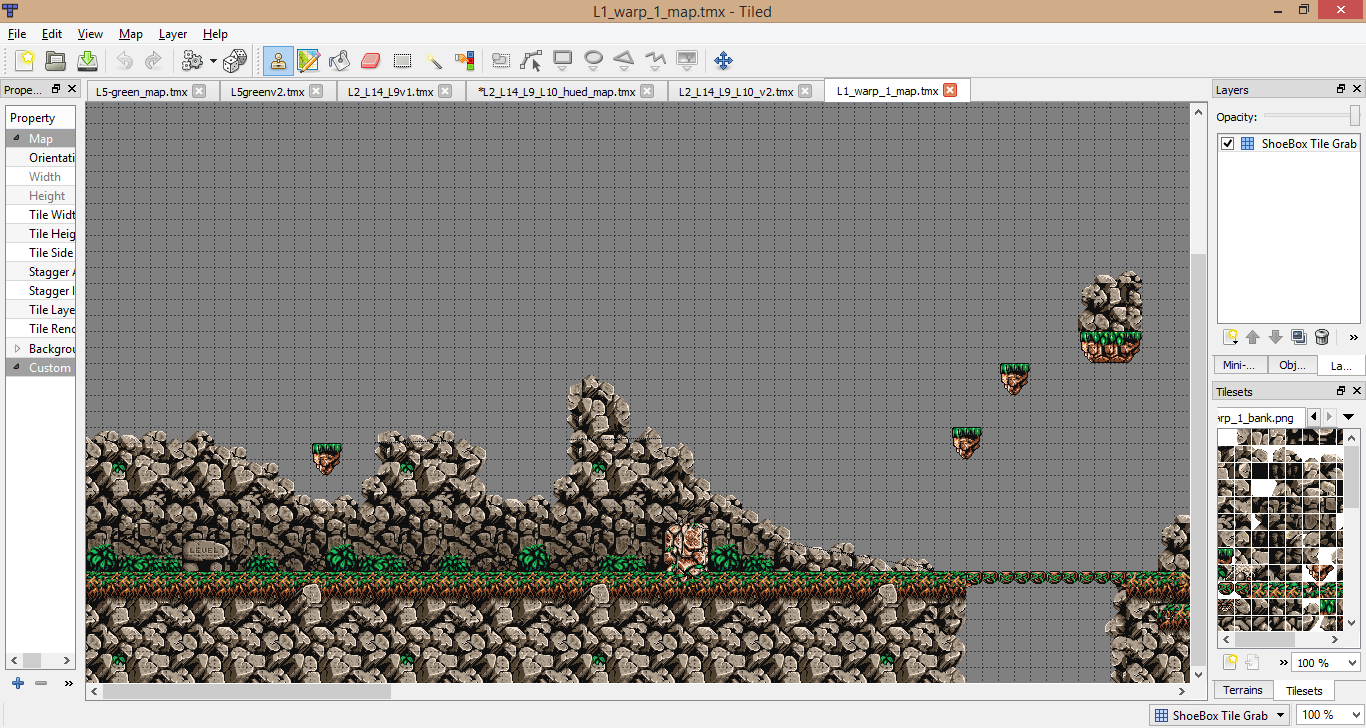 L1_warp_1_map.tmx - Tiled
File Edit View Map Layer Help
Prope...
L5-green_map.tmx L5greenv2.tmx L2_L14_L9v1.tmx *L2_L14_L9_L10_hued_map.tmx L2_L14_L9_L10_v2.tmx L1_warp_1_map.tmx
Property
Map
Orientati
Width
Height
Tile Widt
Tile Heig
Tile Side
Stagger A
Stagger I
Tile Laye
Tile Rend
Backgrou
Custom
LEVEL1
Layers
Opacity:
ShoeBox Tile Grab
Mini-... Obj... La...
Tilesets
arp_1_bank.png
100 %
Terrains Tilesets
ShoeBox Tile Grab 100 %